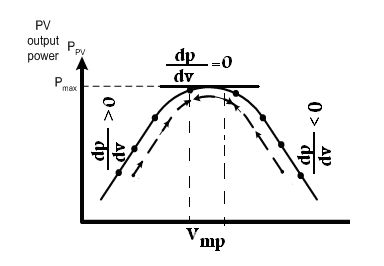 PV
output
power
P_PV
P_max
dp/dv =0
dp/dv > 0
dp/dv < 0
V_mp